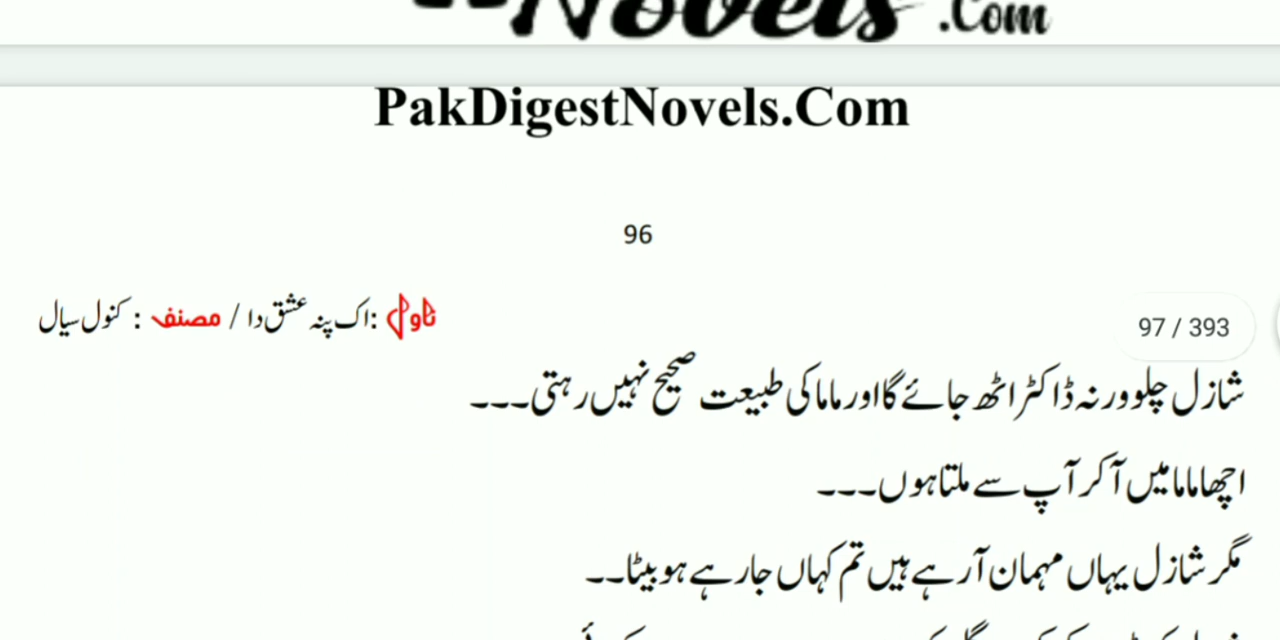 Novels .Com
PakDigestNovels.Com
96
ناول :اک پنہ عشق دا / مصنف : کنول سیال
97 / 393
شازل چلو ورنہ ڈاکٹر اٹھ جائے گا اور ماما کی طبیعت صحیح نہیں رہتی۔۔۔
اچھا ماما میں آکر آپ سے ملتا ہوں۔۔۔
مگر شازل یہاں مہمان آرہے ہیں تم کہاں جارہے ہو بیٹا۔۔